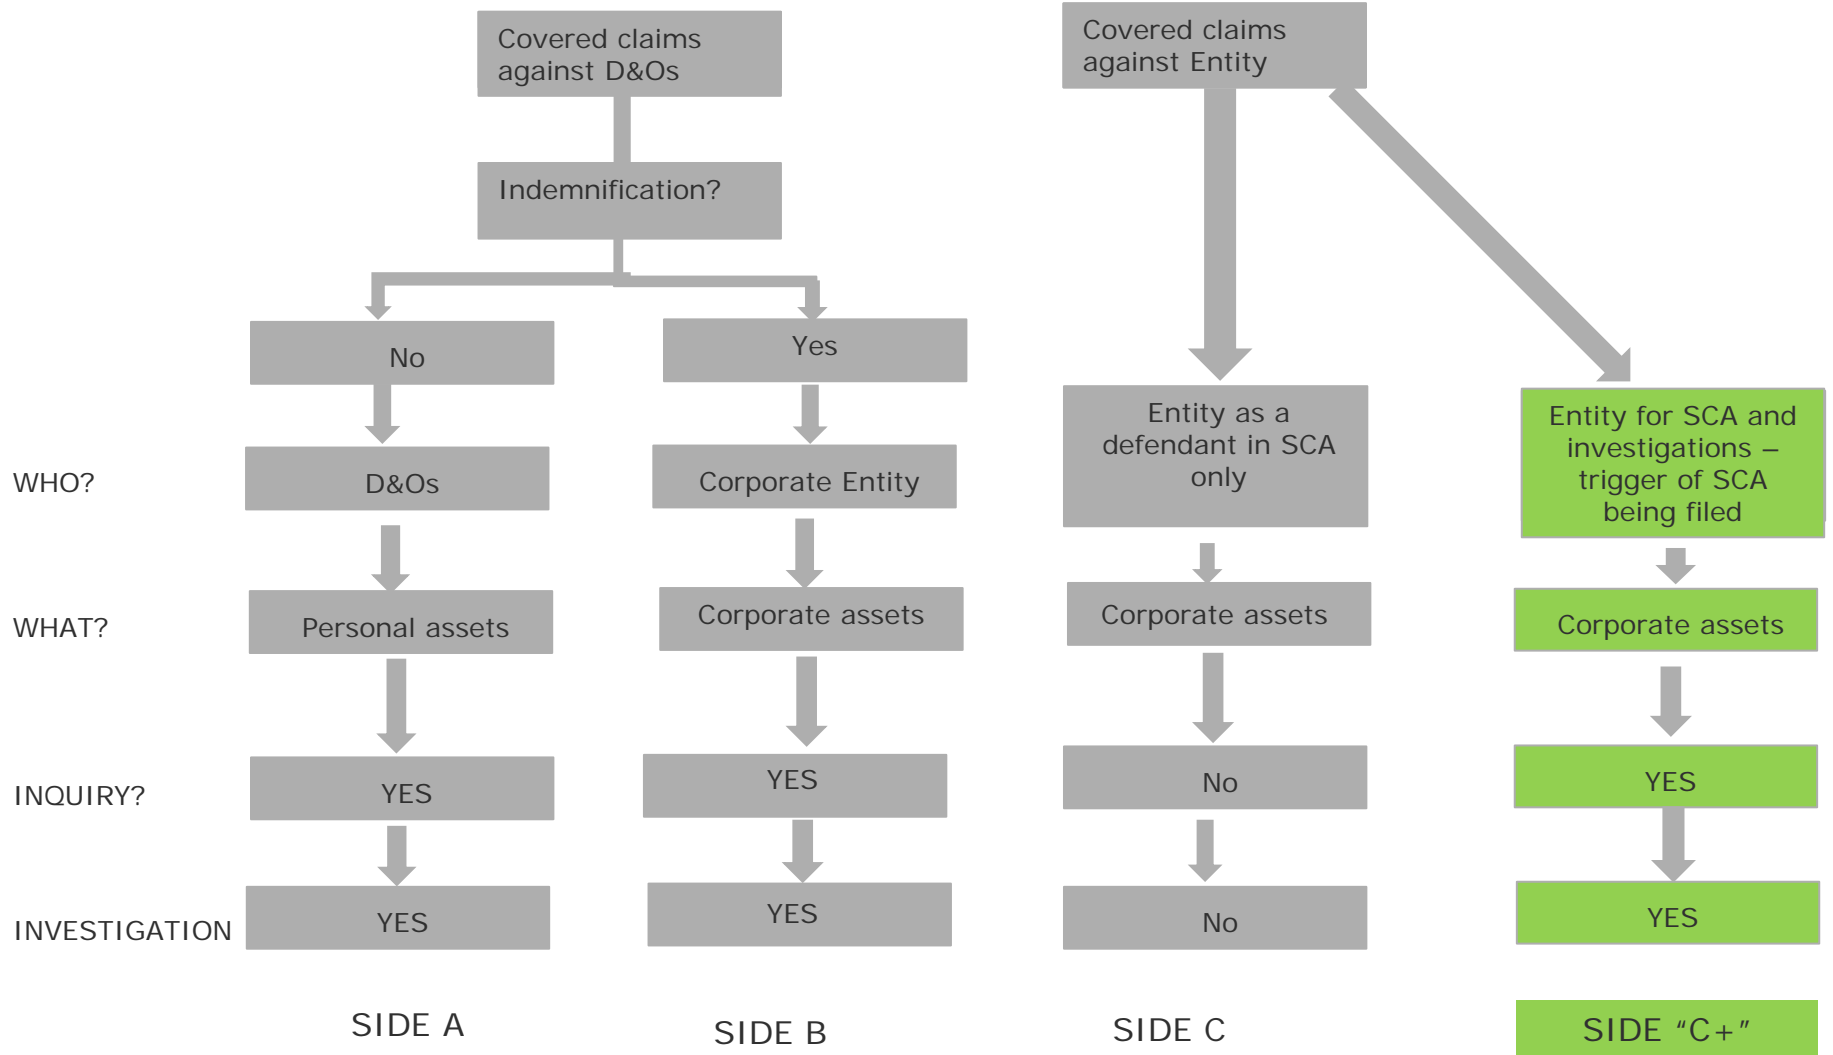 Covered claims
against D&Os
Covered claims
against Entity
Indemnification?
No
Yes
WHO?
D&Os
Corporate Entity
Entity as a
defendant in SCA
only
Entity for SCA and
investigations –
trigger of SCA
being filed
WHAT?
Personal assets
Corporate assets
Corporate assets
Corporate assets
INQUIRY?
YES
YES
No
YES
INVESTIGATION
YES
YES
No
YES
SIDE A
SIDE B
SIDE C
SIDE “C+”